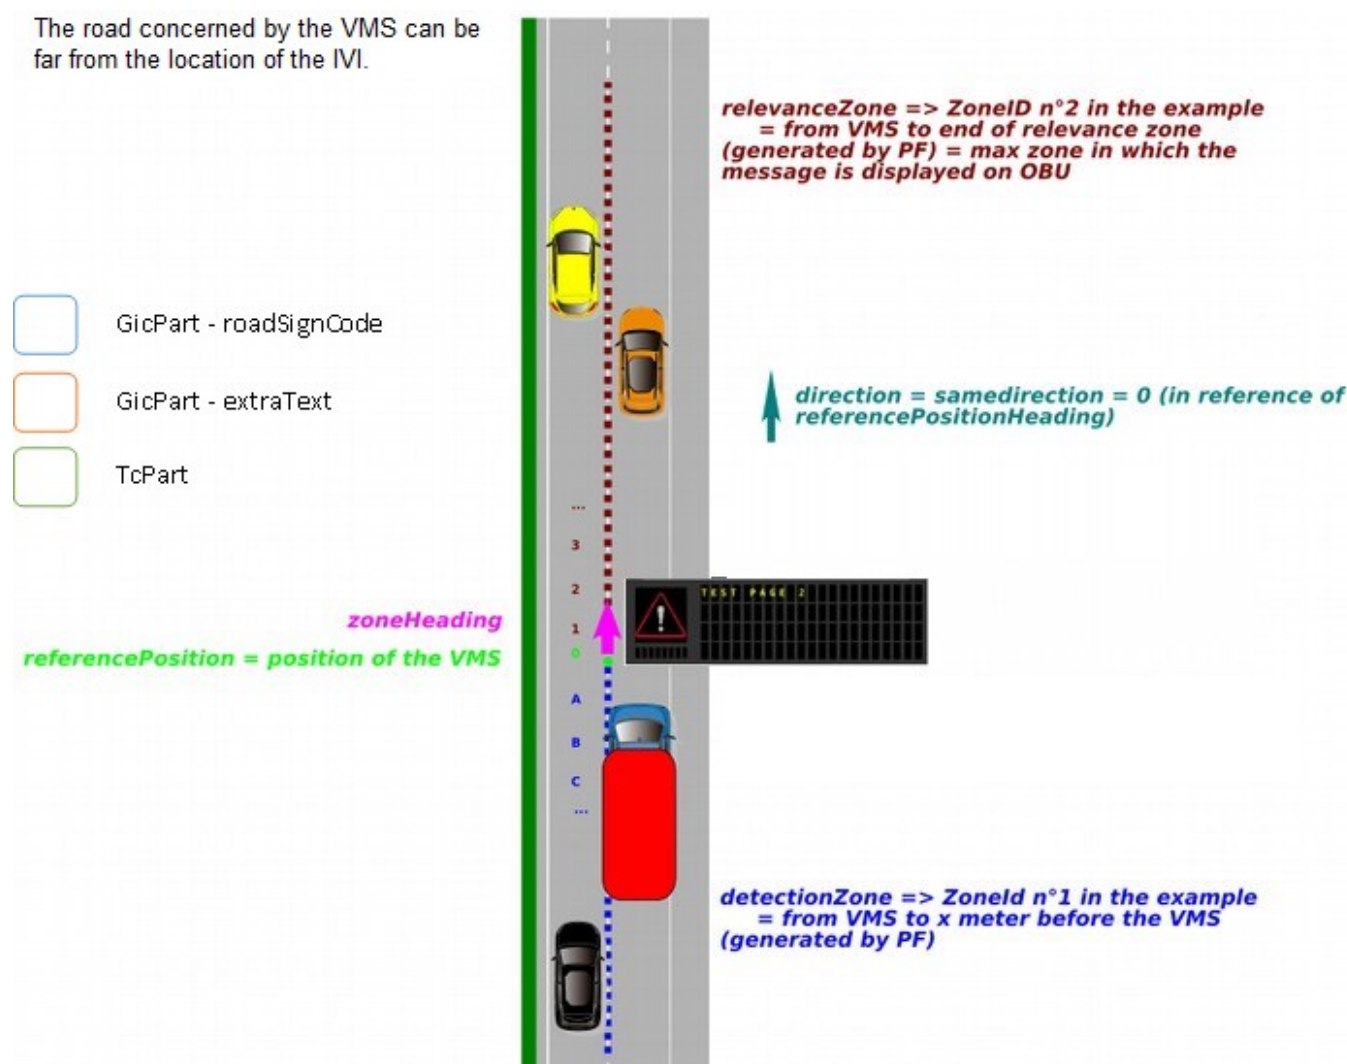 The road concerned by the VMS can be
far from the location of the IVI.
relevanceZone => ZoneID n°2 in the example
= from VMS to end of relevance zone
(generated by PF) = max zone in which the
message is displayed on OBU
GicPart - roadSignCode
GicPart - extraText
TcPart
direction = samedirection = 0 (in reference of
referencePositionHeading)
...
3
2
1
0
TEST PAGE 2
zoneHeading
referencePosition = position of the VMS
A
B
C
...
detectionZone => ZoneId n°1 in the example
= from VMS to x meter before the VMS
(generated by PF)